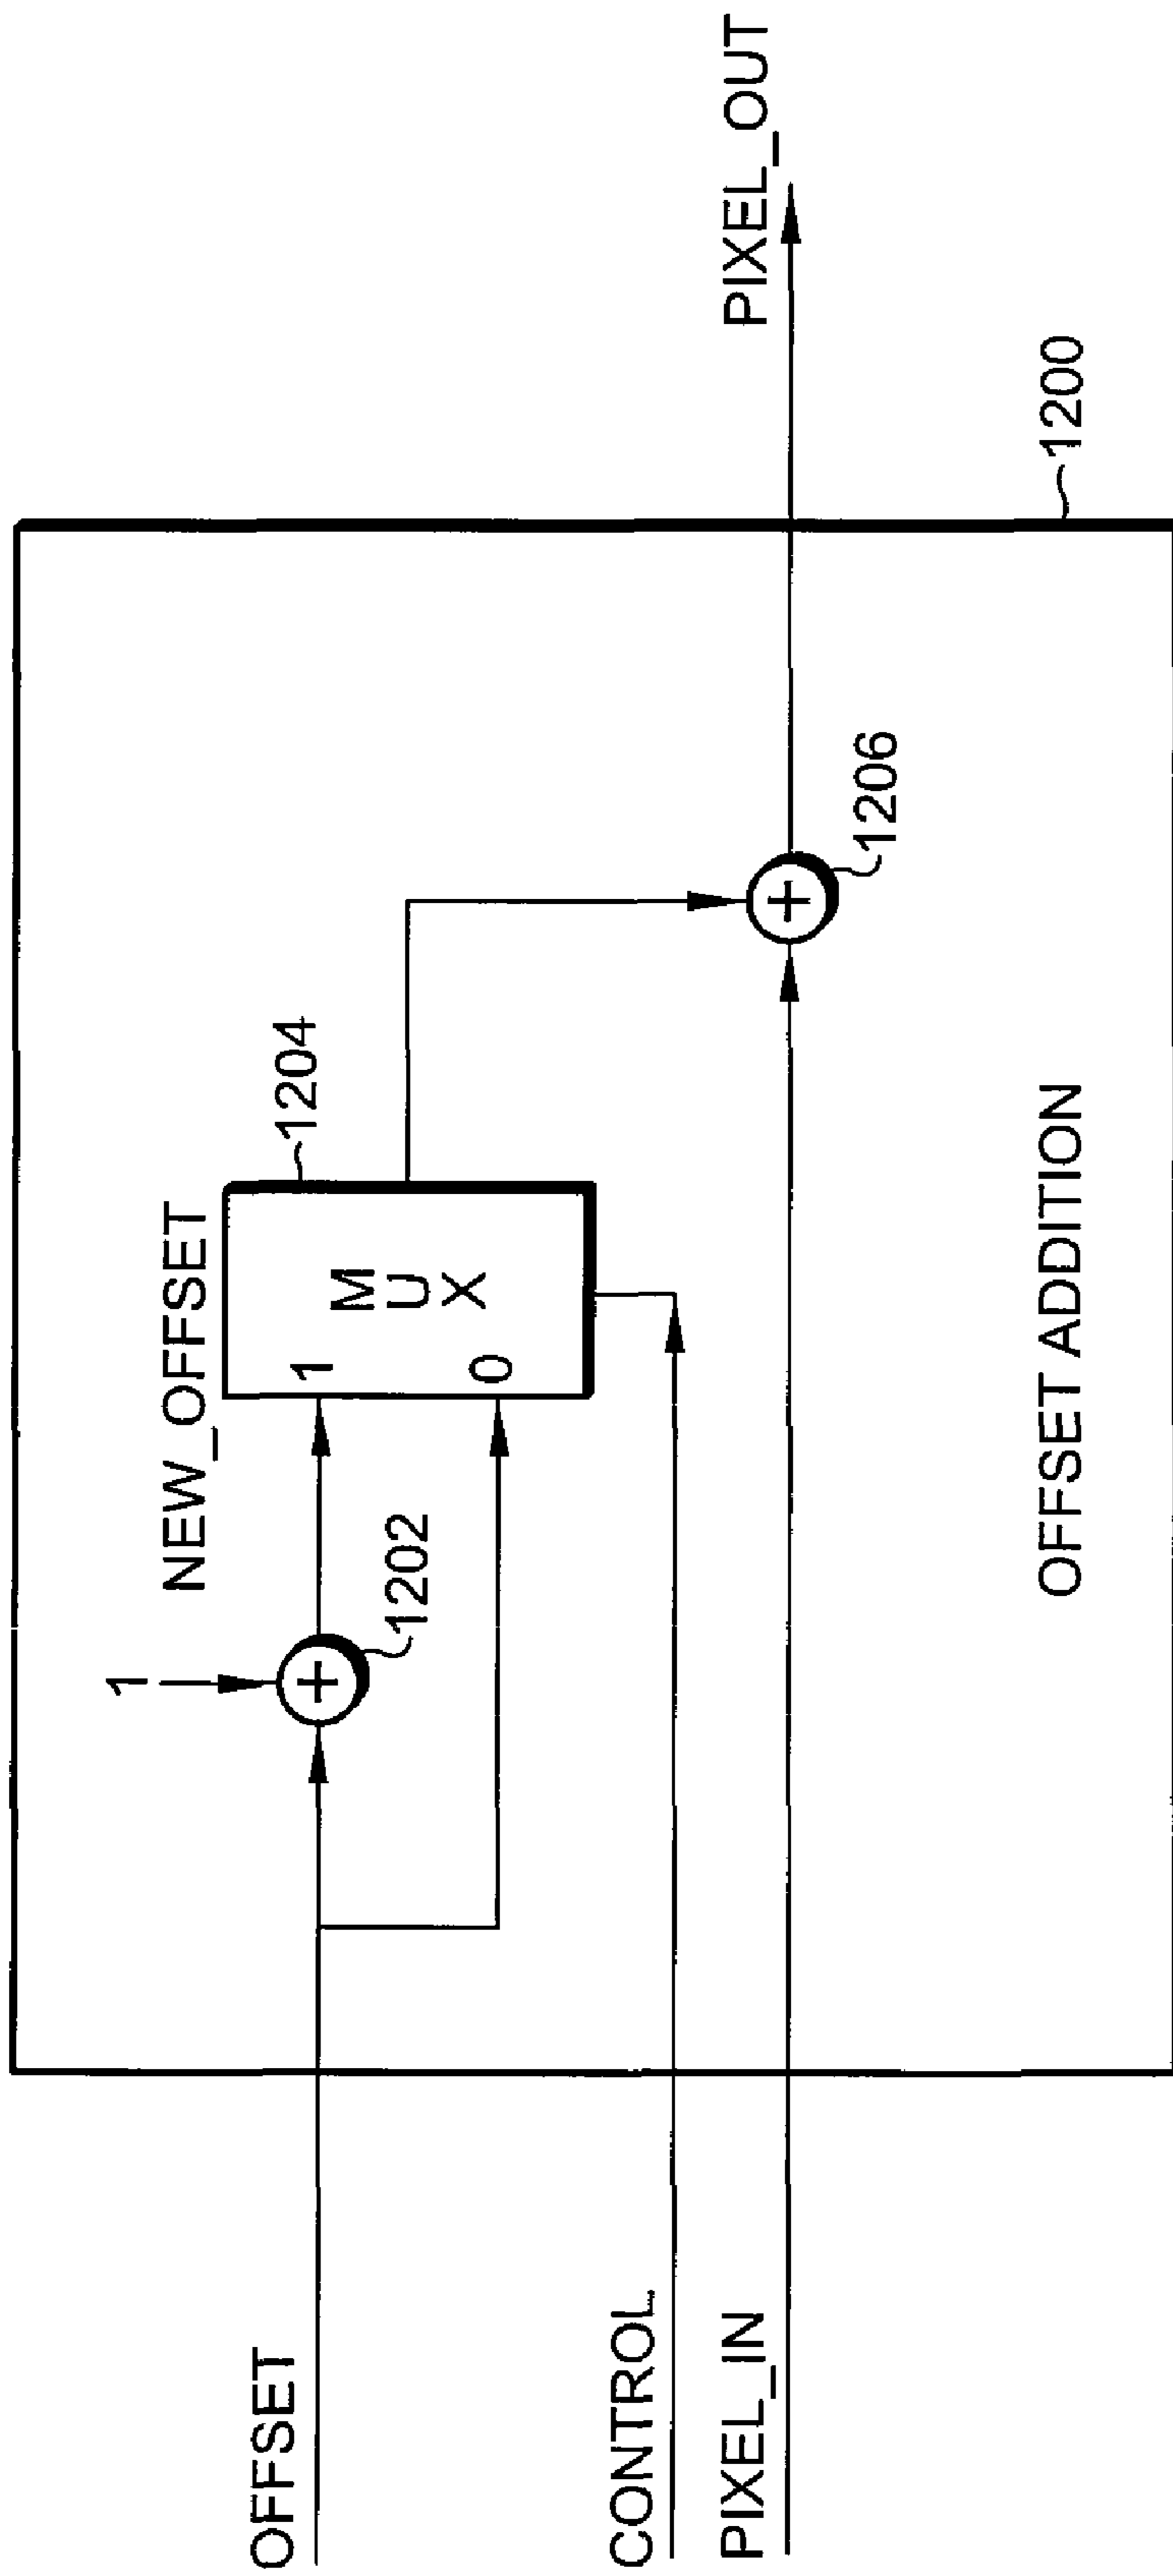 1
NEW_OFFSET
OFFSET
1202
1
0
M
U
X
1204
CONTROL
PIXEL_IN
1206
PIXEL_OUT
OFFSET ADDITION
1200